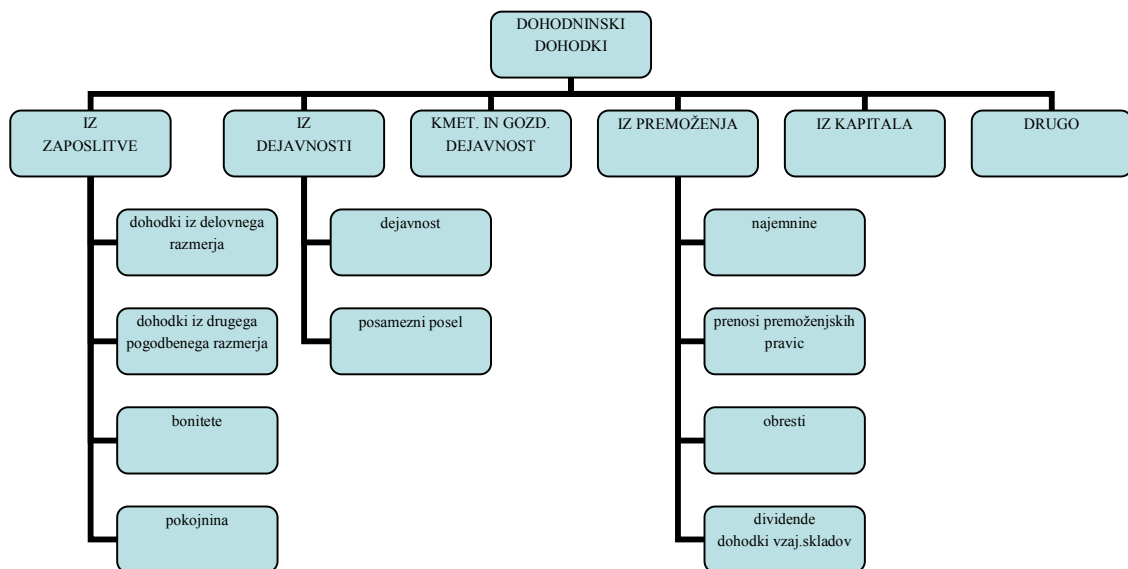 DOHODNINSKI
DOHODKI
IZ
ZAPOSLITVE
IZ
DEJAVNOSTI
KMET. IN GOZD.
DEJAVNOST
IZ PREMOŽENJA
IZ KAPITALA
DRUGO
dohodki iz delovnega
razmerja
dohodki iz drugega
pogodbenega razmerja
bonitete
pokojnina
dejavnost
posamezni posel
najemnine
prenosi premoženjskih
pravic
obresti
dividende
dohodki vzaj.skladov